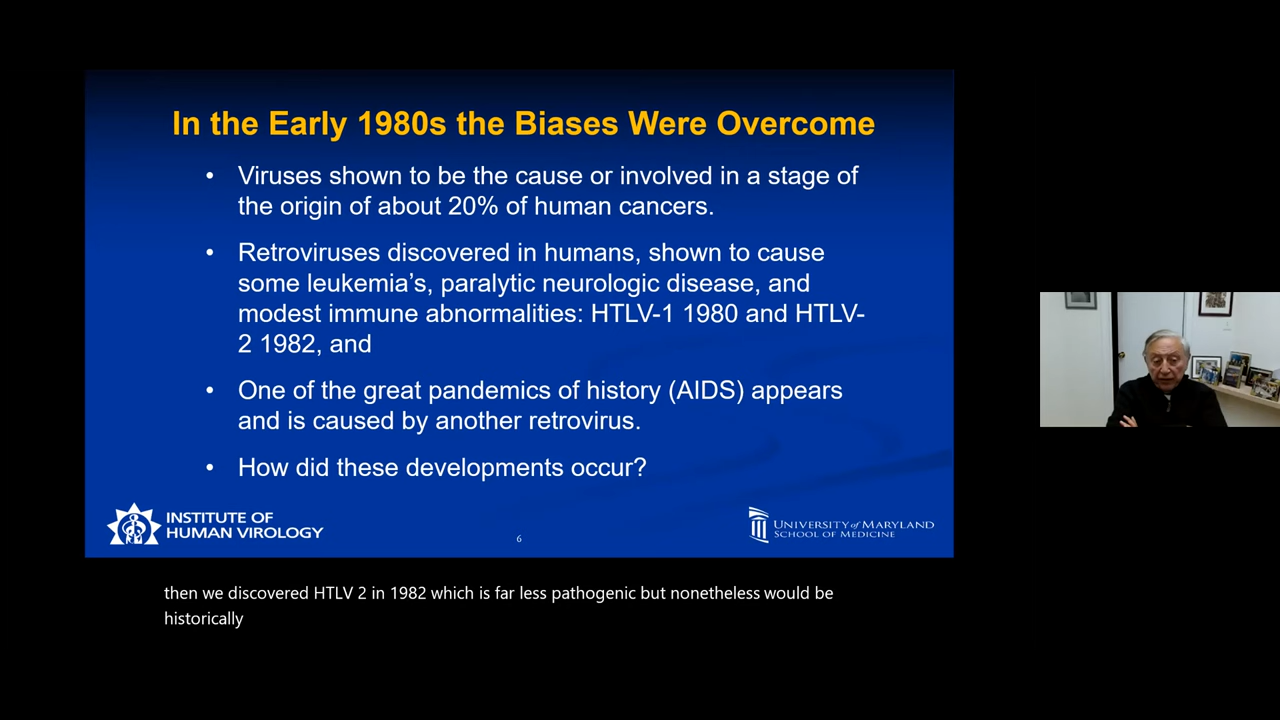 In the Early 1980s the Biases Were Overcome
• Viruses shown to be the cause or involved in a stage of
the origin of about 20% of human cancers.
• Retroviruses discovered in humans, shown to cause
some leukemia’s, paralytic neurologic disease, and
modest immune abnormalities: HTLV-1 1980 and HTLV-
2 1982, and
• One of the great pandemics of history (AIDS) appears
and is caused by another retrovirus.
• How did these developments occur?
INSTITUTE OF
HUMAN VIROLOGY
6
UNIVERSITY of MARYLAND
SCHOOL OF MEDICINE
then we discovered HTLV 2 in 1982 which is far less pathogenic but nonetheless would be
historically